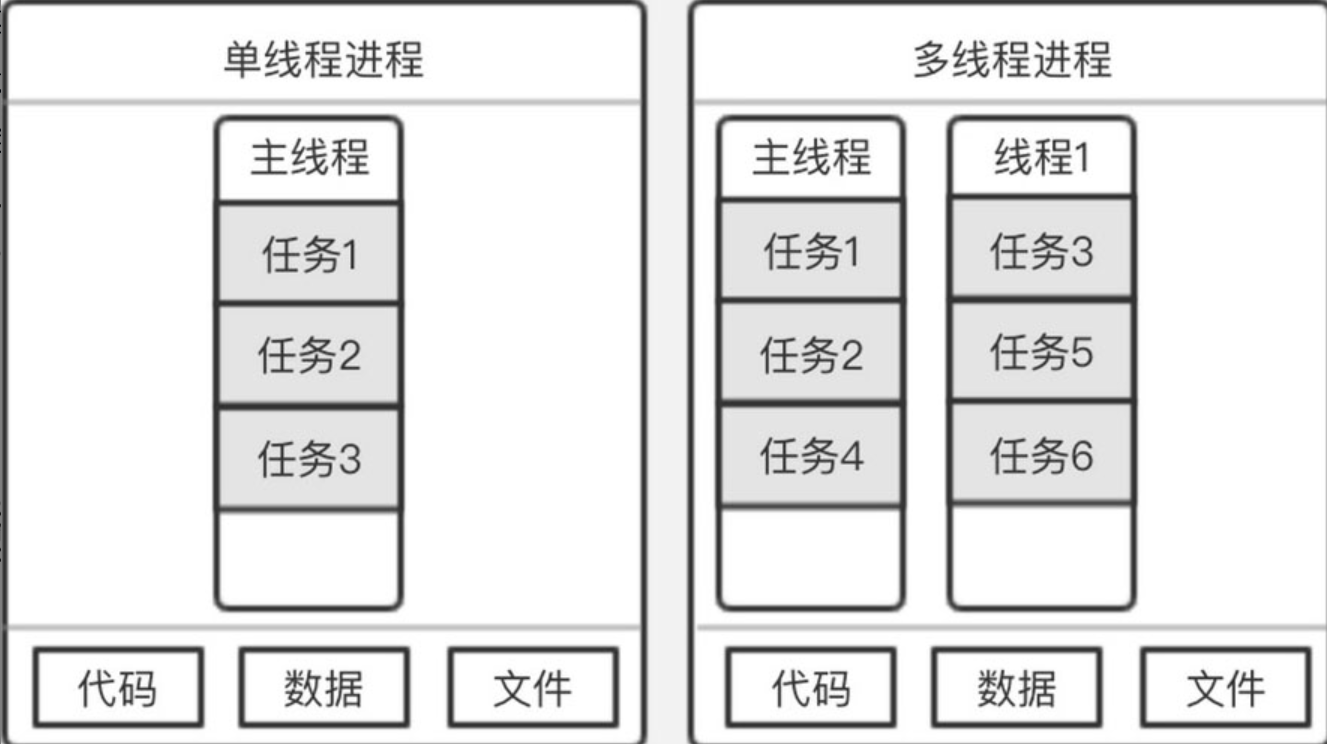 单线程进程
主线程
任务1
任务2
任务3
代码
数据
文件
多线程进程
主线程
任务1
任务2
任务4
线程1
任务3
任务5
任务6
代码
数据
文件